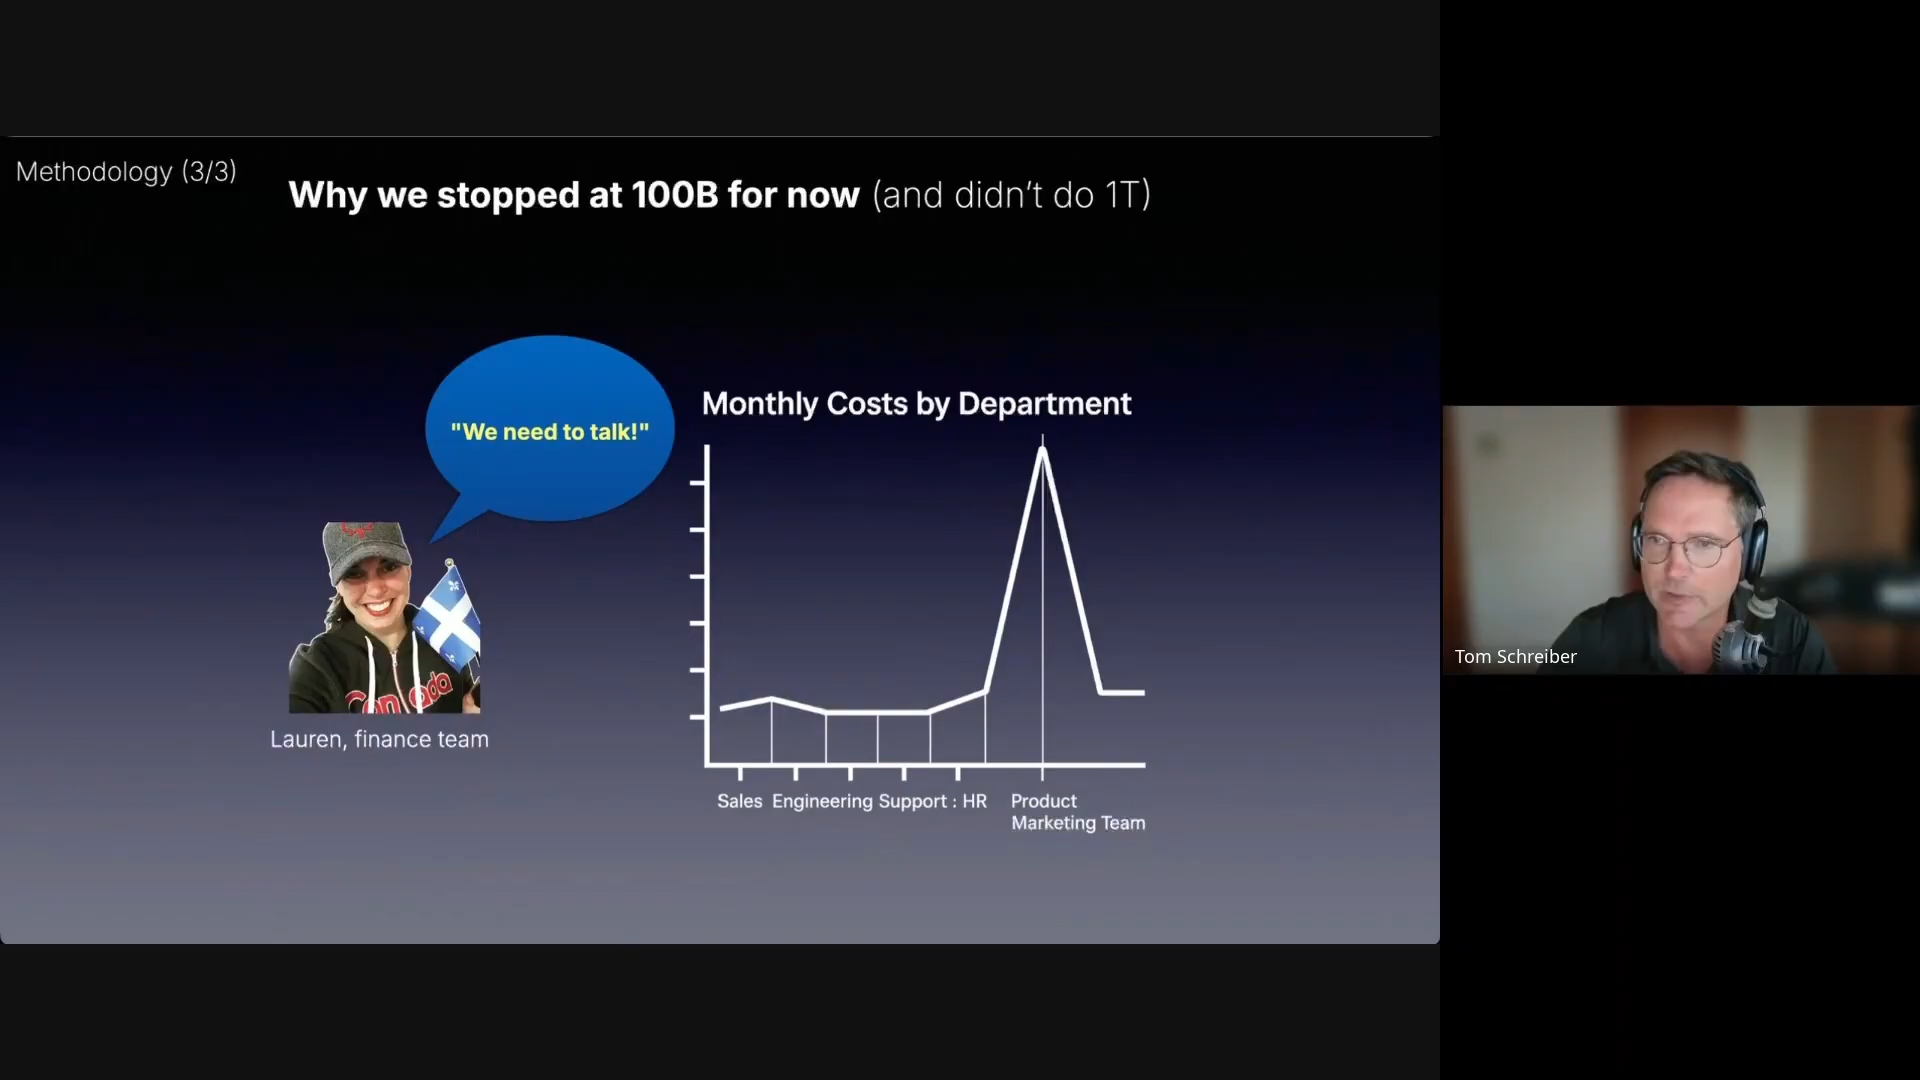 Methodology (3/3)
Why we stopped at 100B for now (and didn't do 1T)
"We need to talk!"
Monthly Costs by Department
Canada
Lauren, finance team
Sales Engineering Support : HR Product
Marketing Team
Tom Schreiber